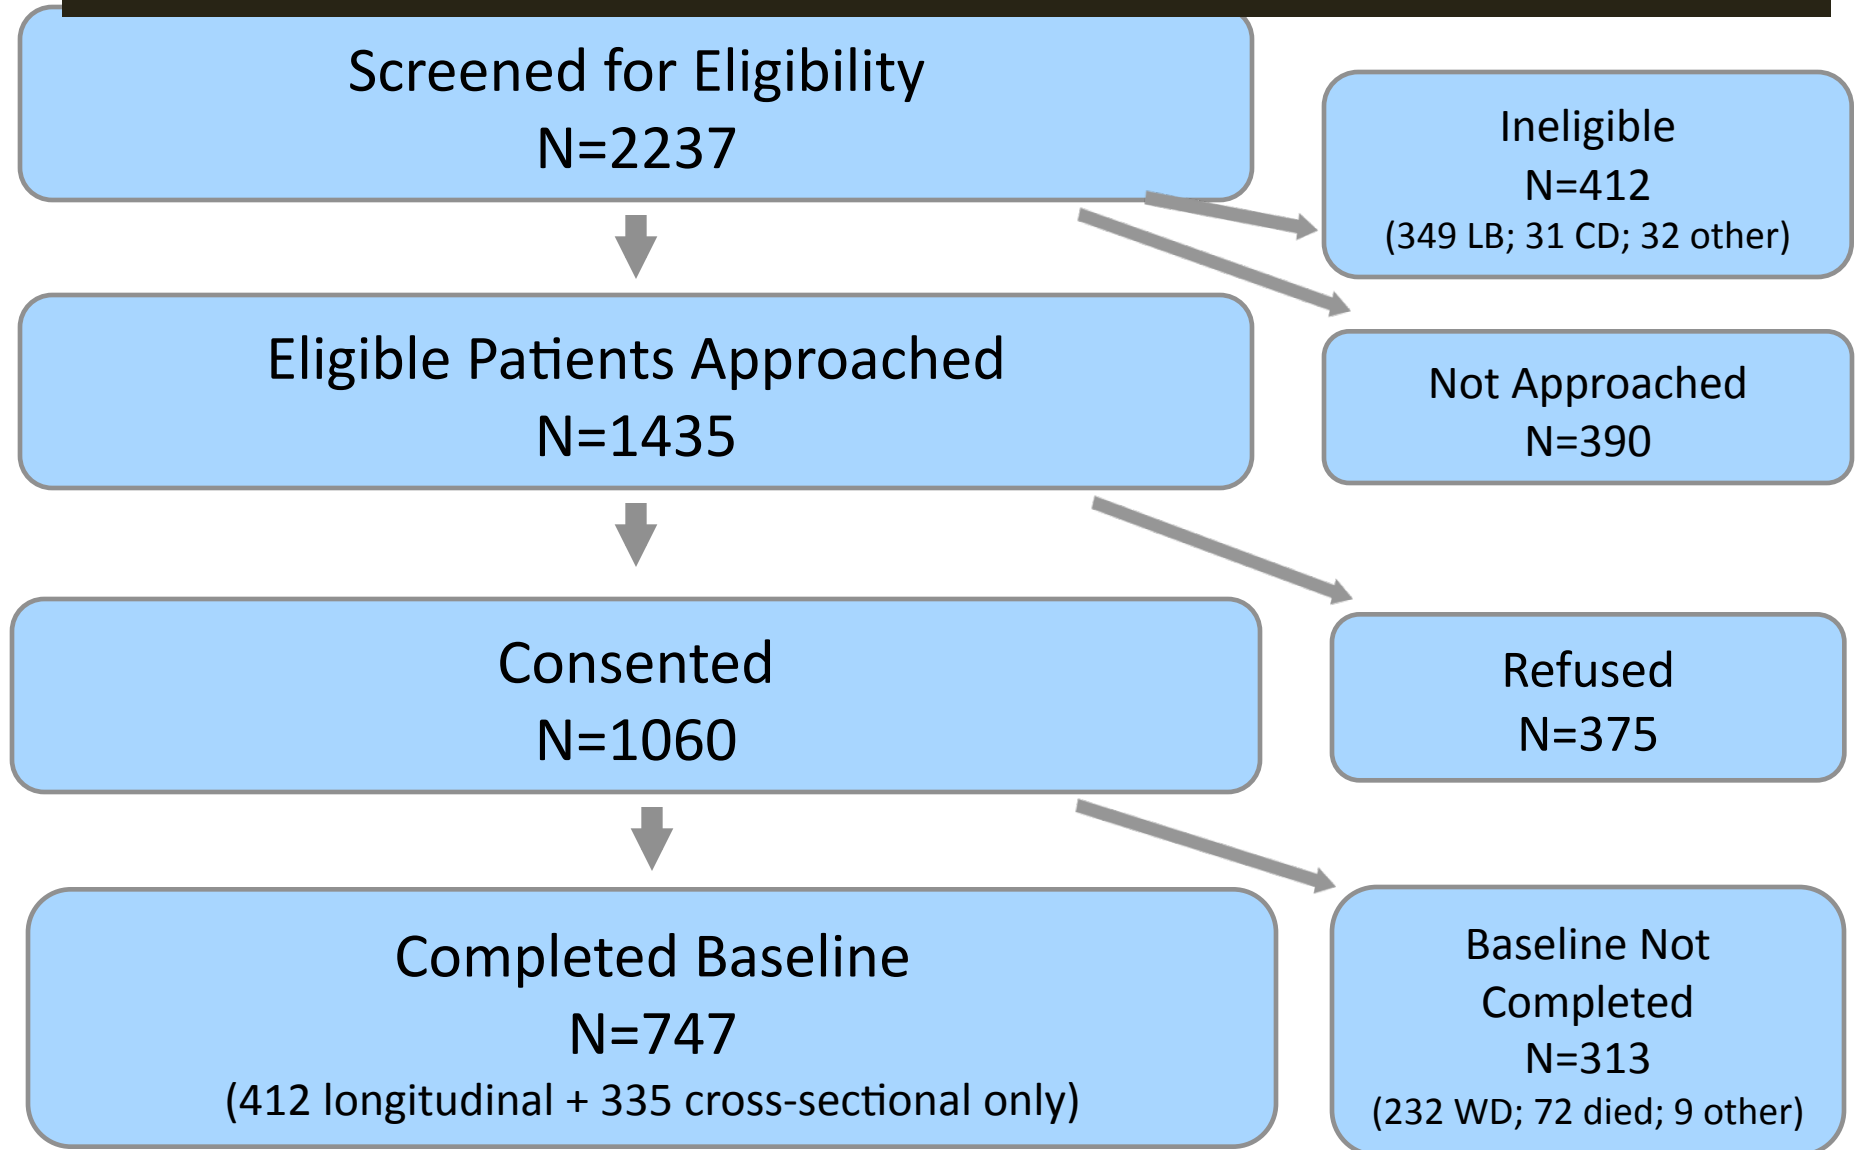 Screened for Eligibility
N=2237
Ineligible
N=412
(349 LB; 31 CD; 32 other)
Eligible Patients Approached
N=1435
Not Approached
N=390
Consented
N=1060
Refused
N=375
Completed Baseline
N=747
(412 longitudinal + 335 cross-sectional only)
Baseline Not
Completed
N=313
(232 WD; 72 died; 9 other)